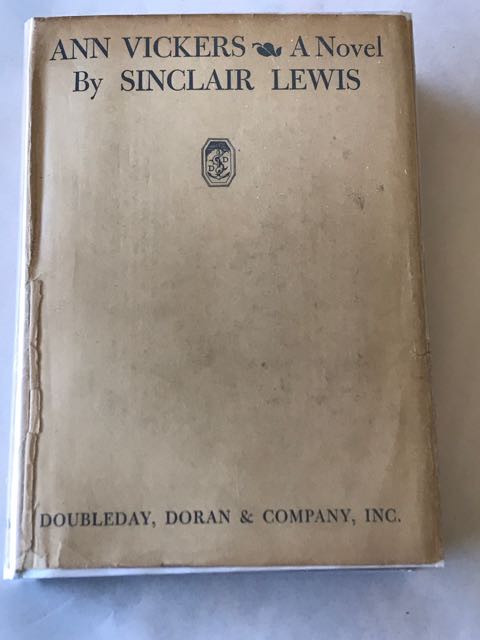 ANN VICKERS A Novel
By SINCLAIR LEWIS
D D
DOUBLEDAY, DORAN & COMPANY, INC.